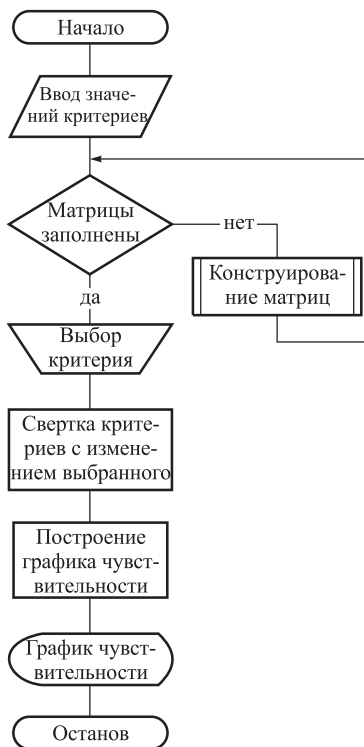 Начало
Ввод значе-
ний критериев
Матрицы
заполнены
нет
Конструирова-
ние матриц
да
Выбор
критерия
Свертка крите-
риев с измене-
нием выбранного
Построение
графика чувст-
вительности
График чувст-
вительности
Останов